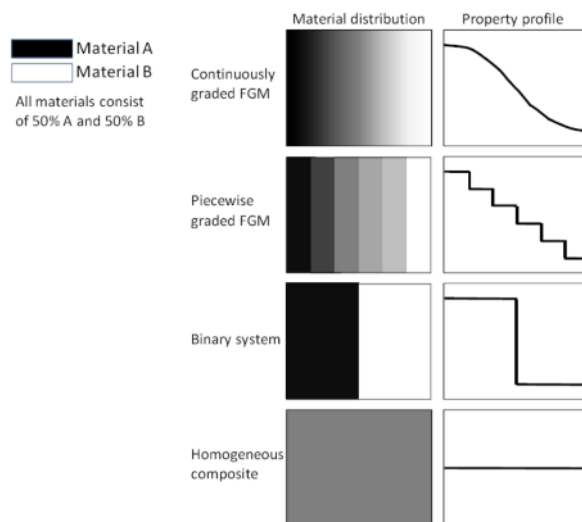 Material distribution
Property profile
Material A
Material B
All materials consist
of 50% A and 50% B
Continuously
graded FGM
Piecewise
graded FGM
Binary system
Homogeneous
composite